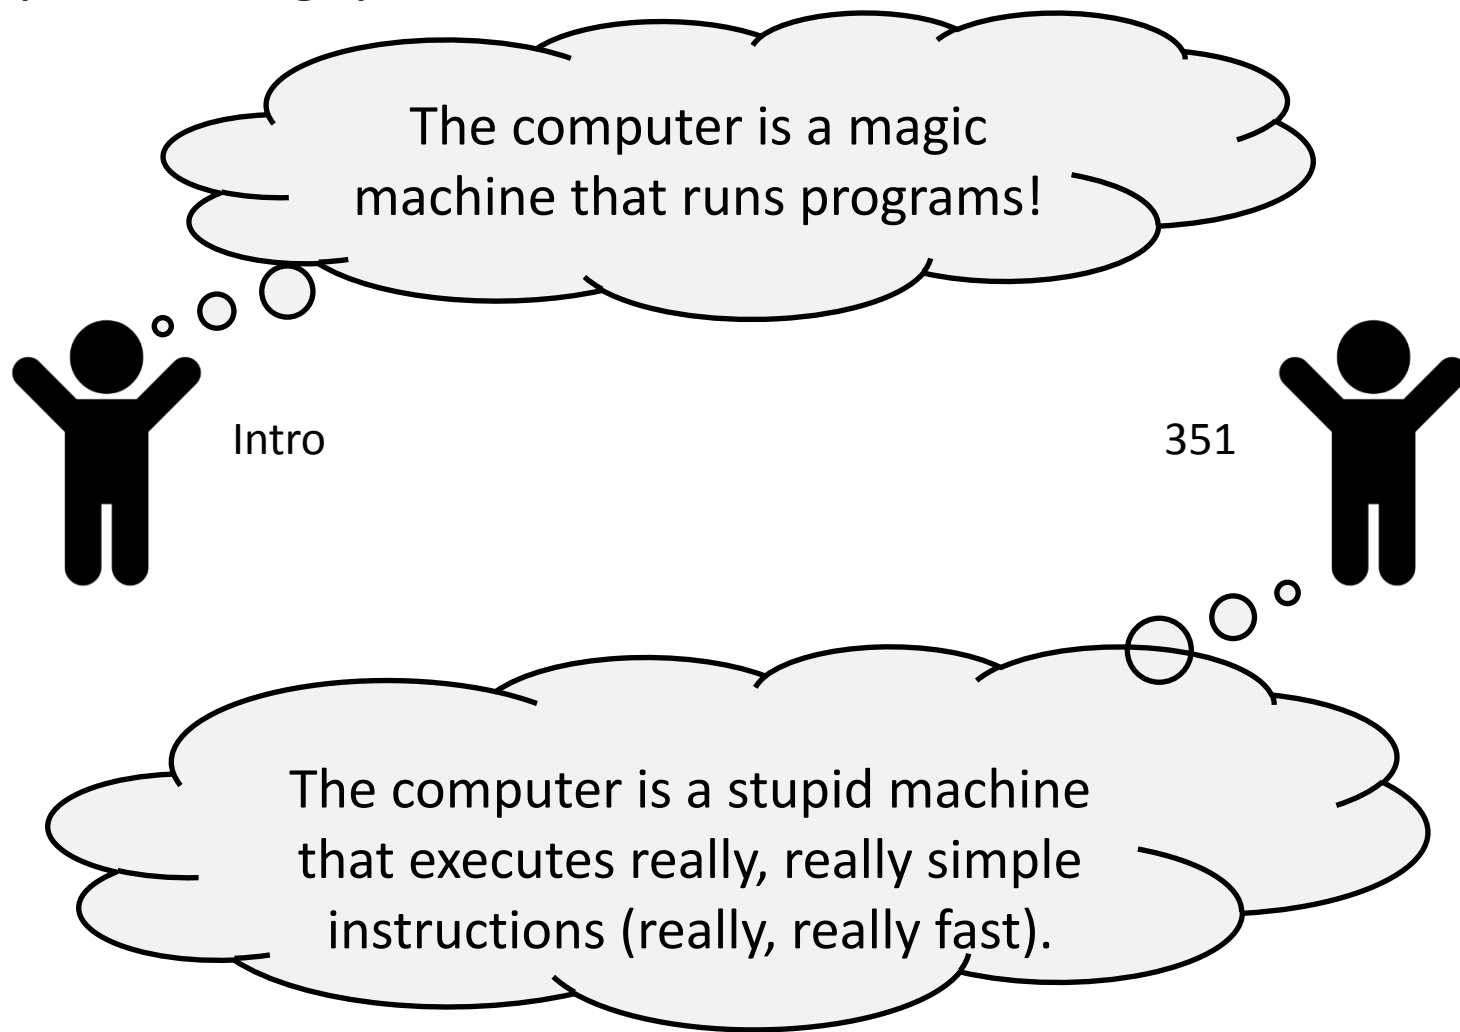 The computer is a magic
machine that runs programs!
Intro
351
The computer is a stupid machine
that executes really, really simple
instructions (really, really fast).